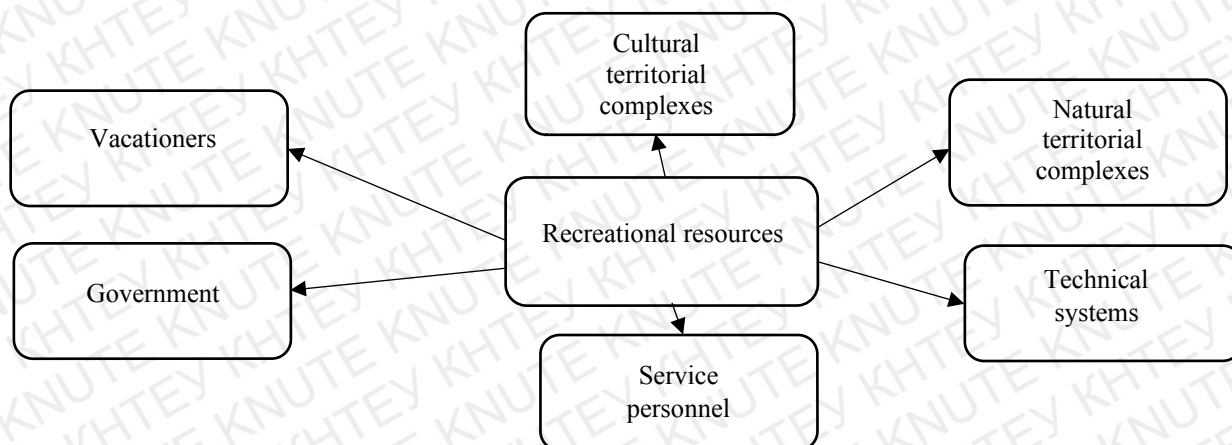 Cultural
territorial
complexes
Vacationers
Natural
territorial
complexes
Recreational resources
Government
Technical
systems
Service
personnel